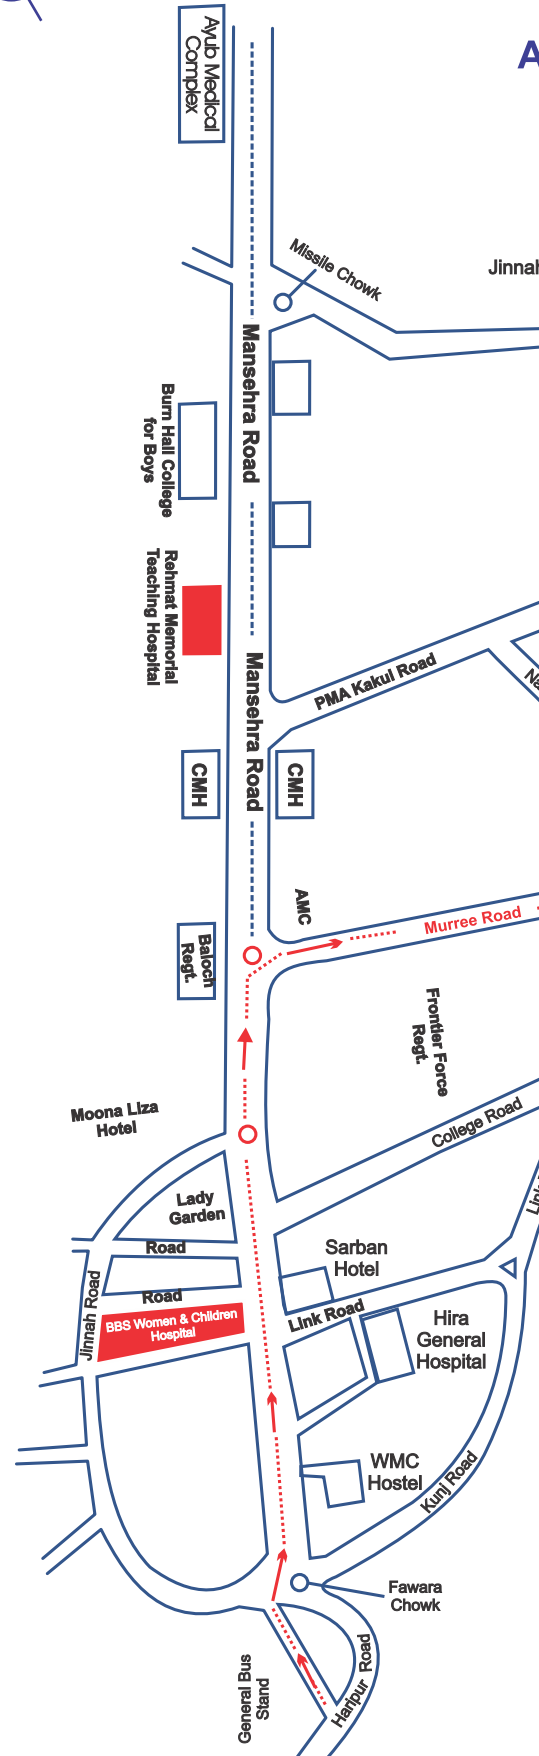 Ayub Medical
Complex
A
Missile Chowk
Jinnah
Mansehra Road
Burn Hall College
for Boys
Rehmat Memorial
Teaching Hospital
Mansehra Road
PMA Kakul Road
Na
CMH
CMH
AMC
Murree Road
Baloch
Regt.
Frontier Force
Regt.
Moona Liza
Hotel
College Road
Lady
Garden
Link
Road
Sarban
Hotel
Road
Jinnah Road
BBS Women & Children
Hospital
Link Road
Hira
General
Hospital
WMC
Hostel
Kunj Road
Fawara
Chowk
General Bus
Stand
Haripur Road